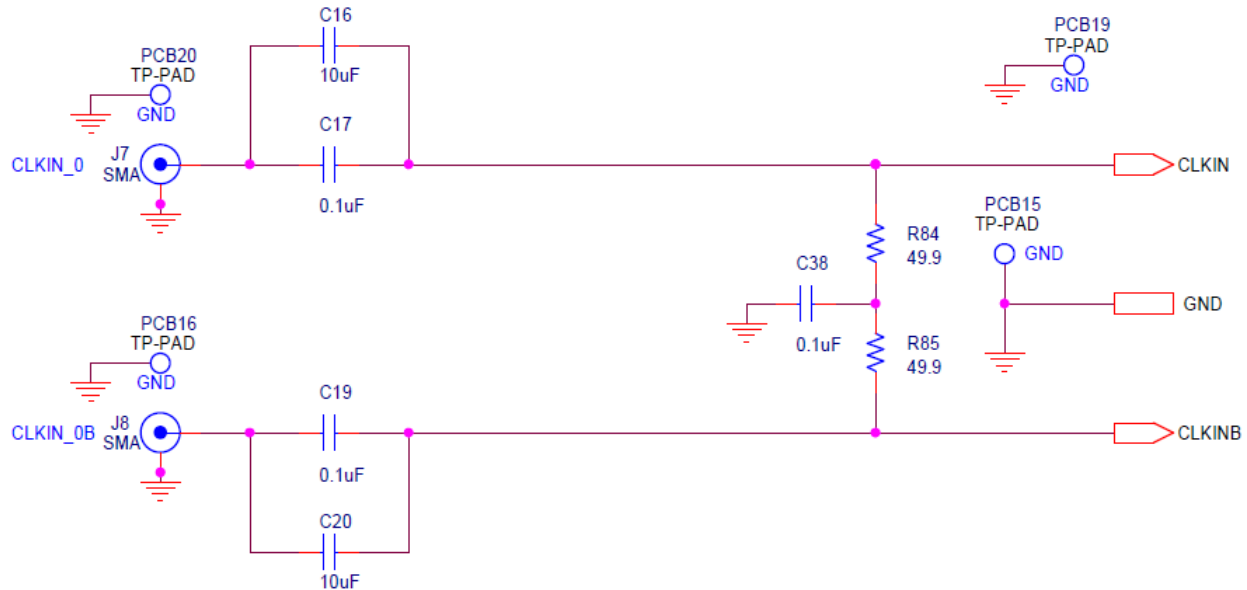 C16
10uF
PCB20
TP-PAD
GND
PCB19
TP-PAD
GND
C17
0.1uF
CLKIN_0
J7
SMA
CLKIN
R84
49.9
PCB15
TP-PAD
GND
C38
0.1uF
GND
R85
49.9
PCB16
TP-PAD
GND
C19
0.1uF
CLKIN_0B
J8
SMA
CLKINB
C20
10uF